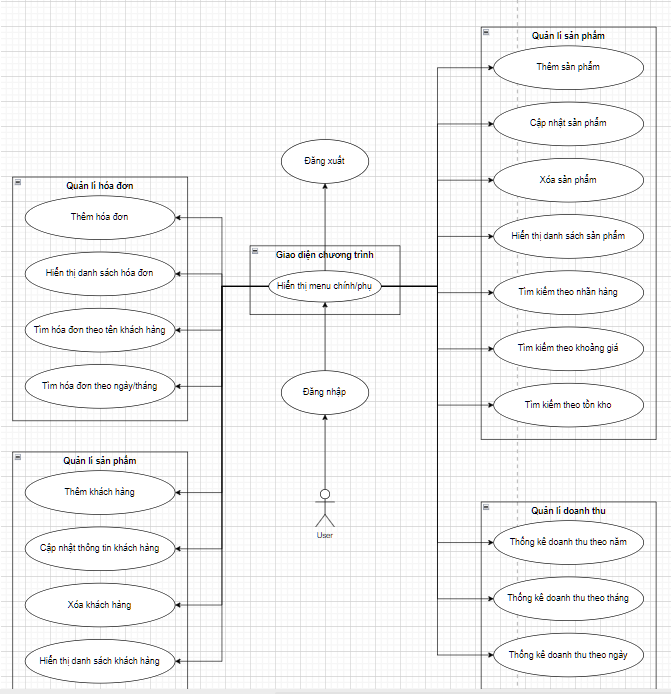 Quản lí sản phẩm
Thêm sản phẩm
Cập nhật sản phẩm
Xóa sản phẩm
Hiển thị danh sách sản phẩm
Tìm kiếm theo nhãn hàng
Tìm kiếm theo khoảng giá
Tìm kiếm theo tồn kho
Đăng xuất
Quản lí hóa đơn
Thêm hóa đơn
Hiển thị danh sách hóa đơn
Tìm hóa đơn theo tên khách hàng
Tìm hóa đơn theo ngày/tháng
Giao diện chương trình
Hiển thị menu chính/phụ
Đăng nhập
User
Quản lí sản phẩm
Thêm khách hàng
Cập nhật thông tin khách hàng
Xóa khách hàng
Hiển thị danh sách khách hàng
Quản lí doanh thu
Thống kê doanh thu theo năm
Thống kê doanh thu theo tháng
Thống kê doanh thu theo ngày